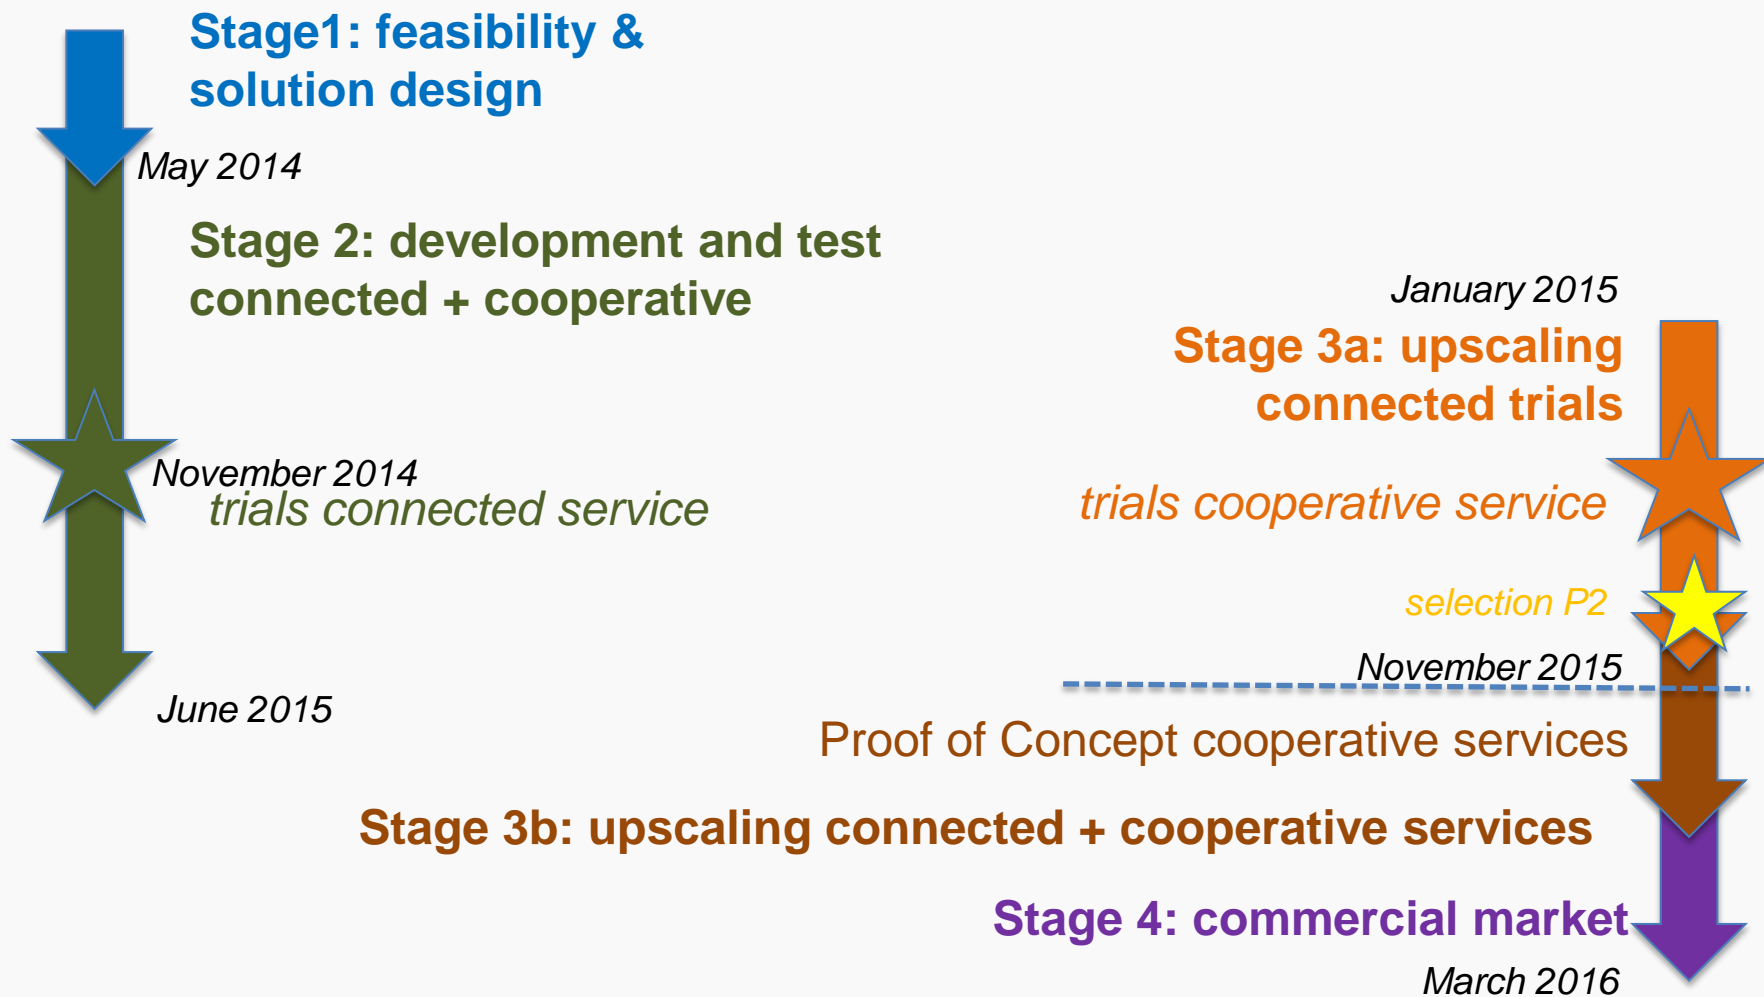 Stage1: feasibility &
solution design
May 2014
Stage 2: development and test
connected + cooperative
November 2014
trials connected service
June 2015
January 2015
Stage 3a: upscaling
connected trials
trials cooperative service
selection P2
November 2015
Proof of Concept cooperative services
Stage 3b: upscaling connected + cooperative services
Stage 4: commercial market
March 2016